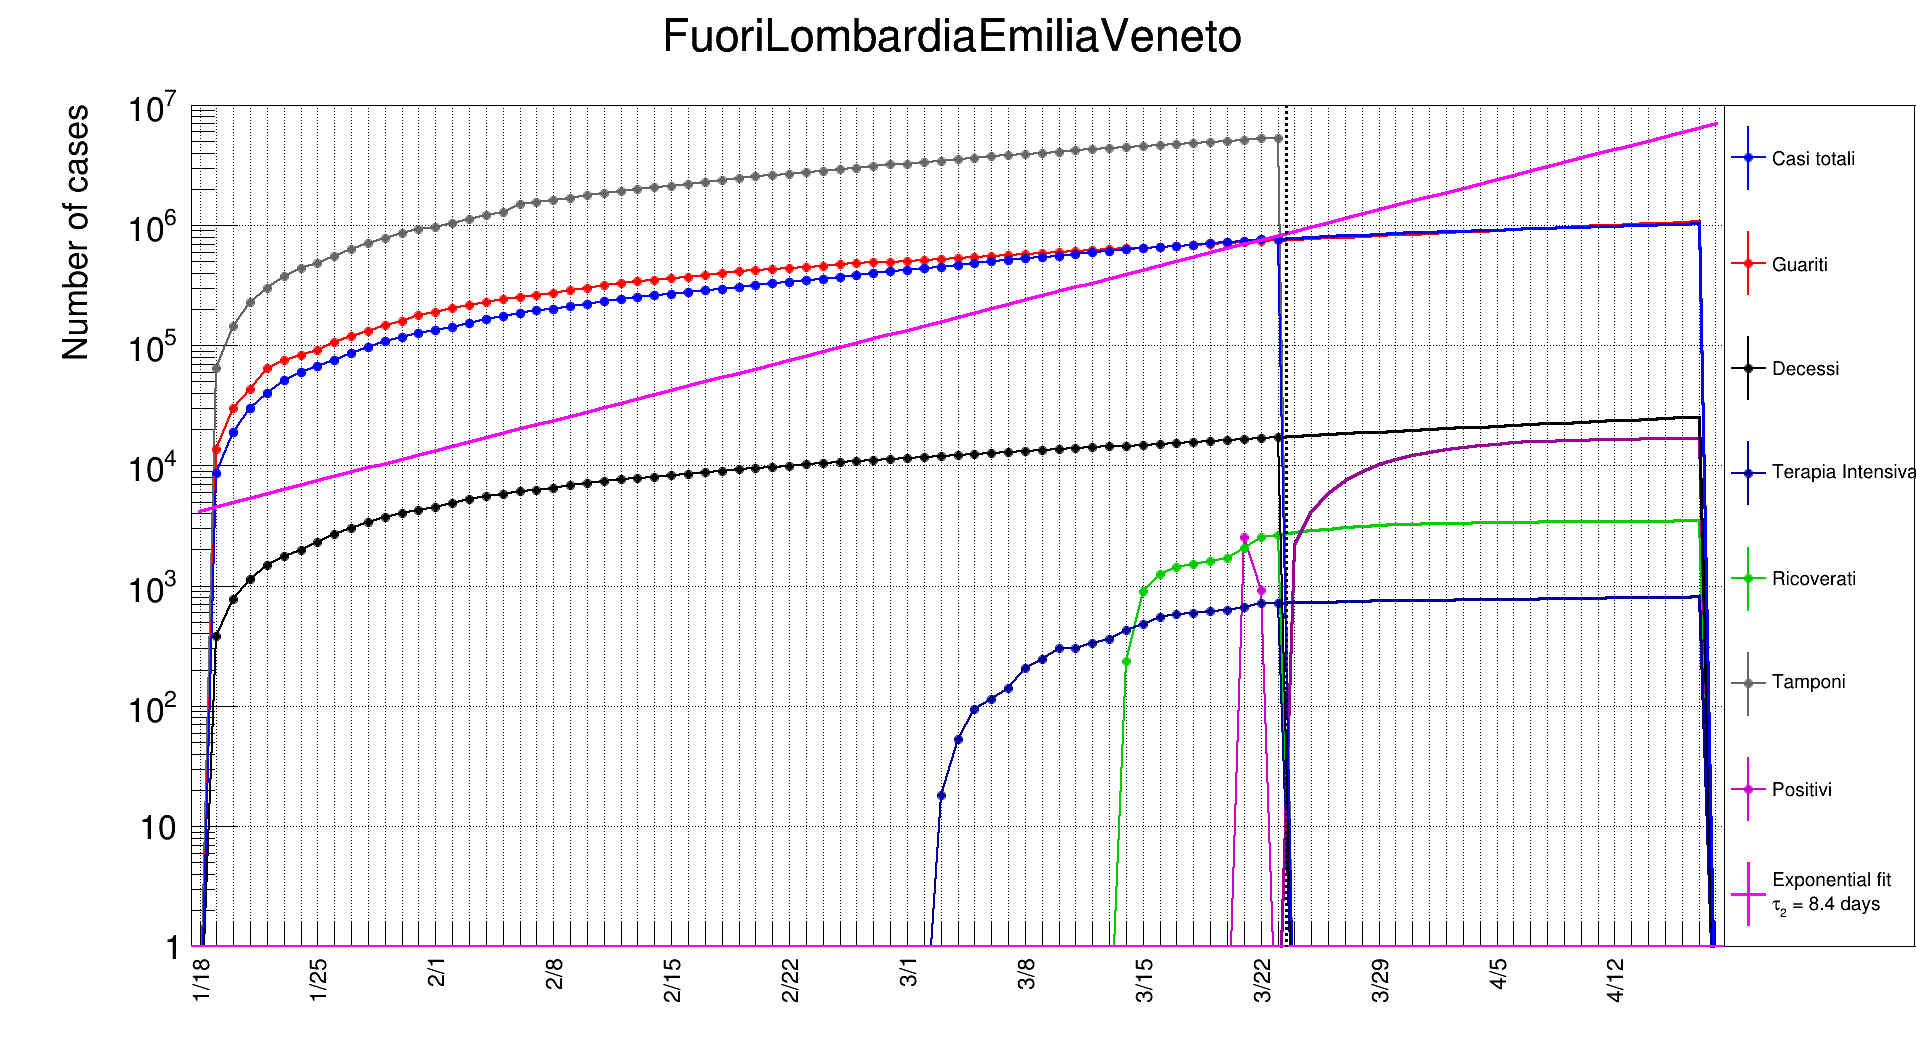 FuoriLombardiaEmiliaVeneto
Number of cases
10^7
10^6
10^5
10^4
10^3
10^2
10
1
1/18
1/25
2/1
2/8
2/15
2/22
3/1
3/8
3/15
3/22
3/29
4/5
4/12
Casi totali
Guariti
Decessi
Terapia Intensiva
Ricoverati
Tamponi
Positivi
Exponential fit
τ_2 = 8.4 days